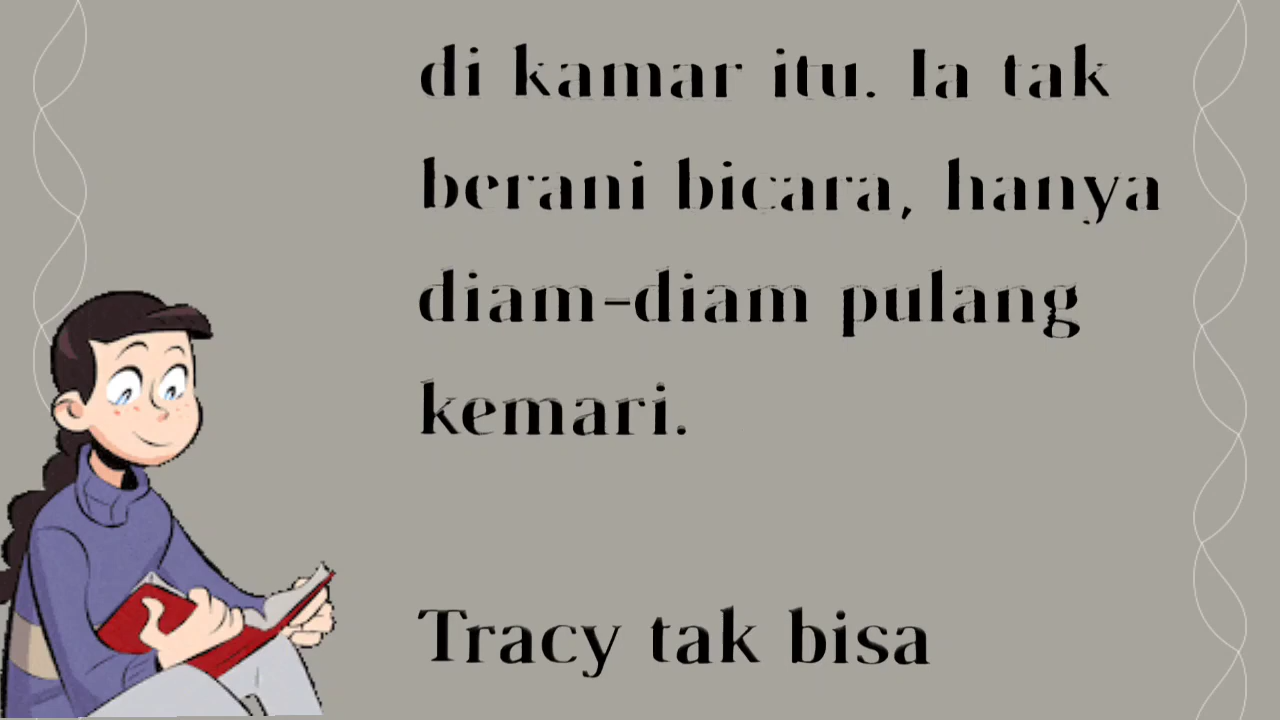 di kamar itu. Ia tak
berani bicara, hanya
diam-diam pulang
kemari.
Tracy tak bisa